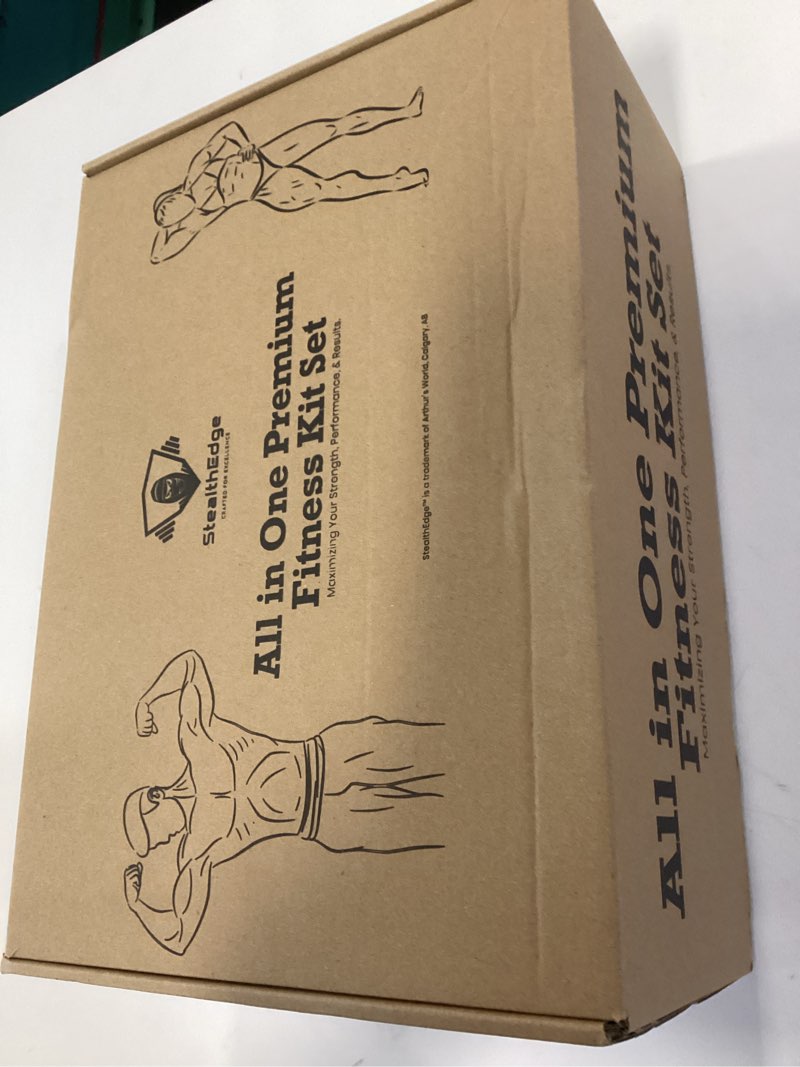 StealthEdge
CRAFTED FOR EXCELLENCE
All in One Premium
Fitness Kit Set
Maximizing Your Strength, Performance, & Results.
StealthEdge™ is a trademark of Arthur's World, Calgary, AB
All in One Premium
Fitness Kit Set
Maximizing Your Strength, Performance, & Results.